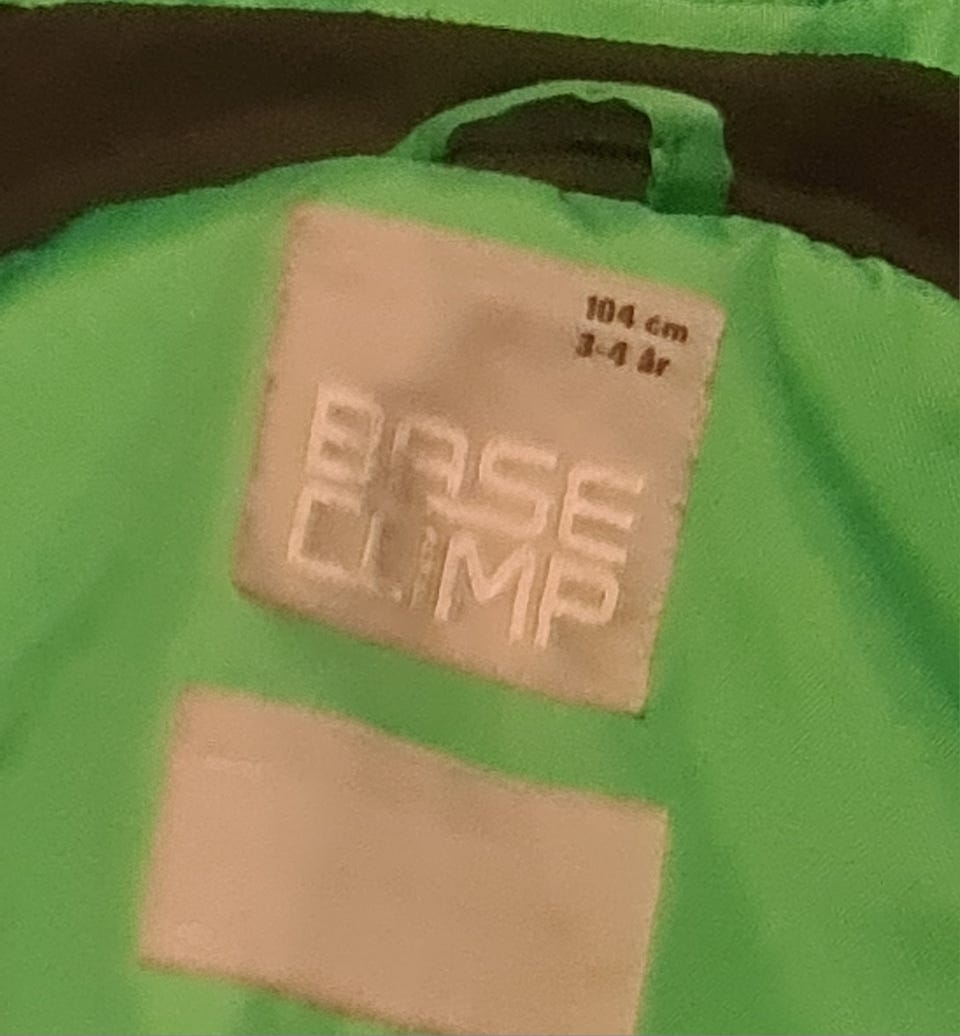 104 cm
3-4 år
BASE
CAMP